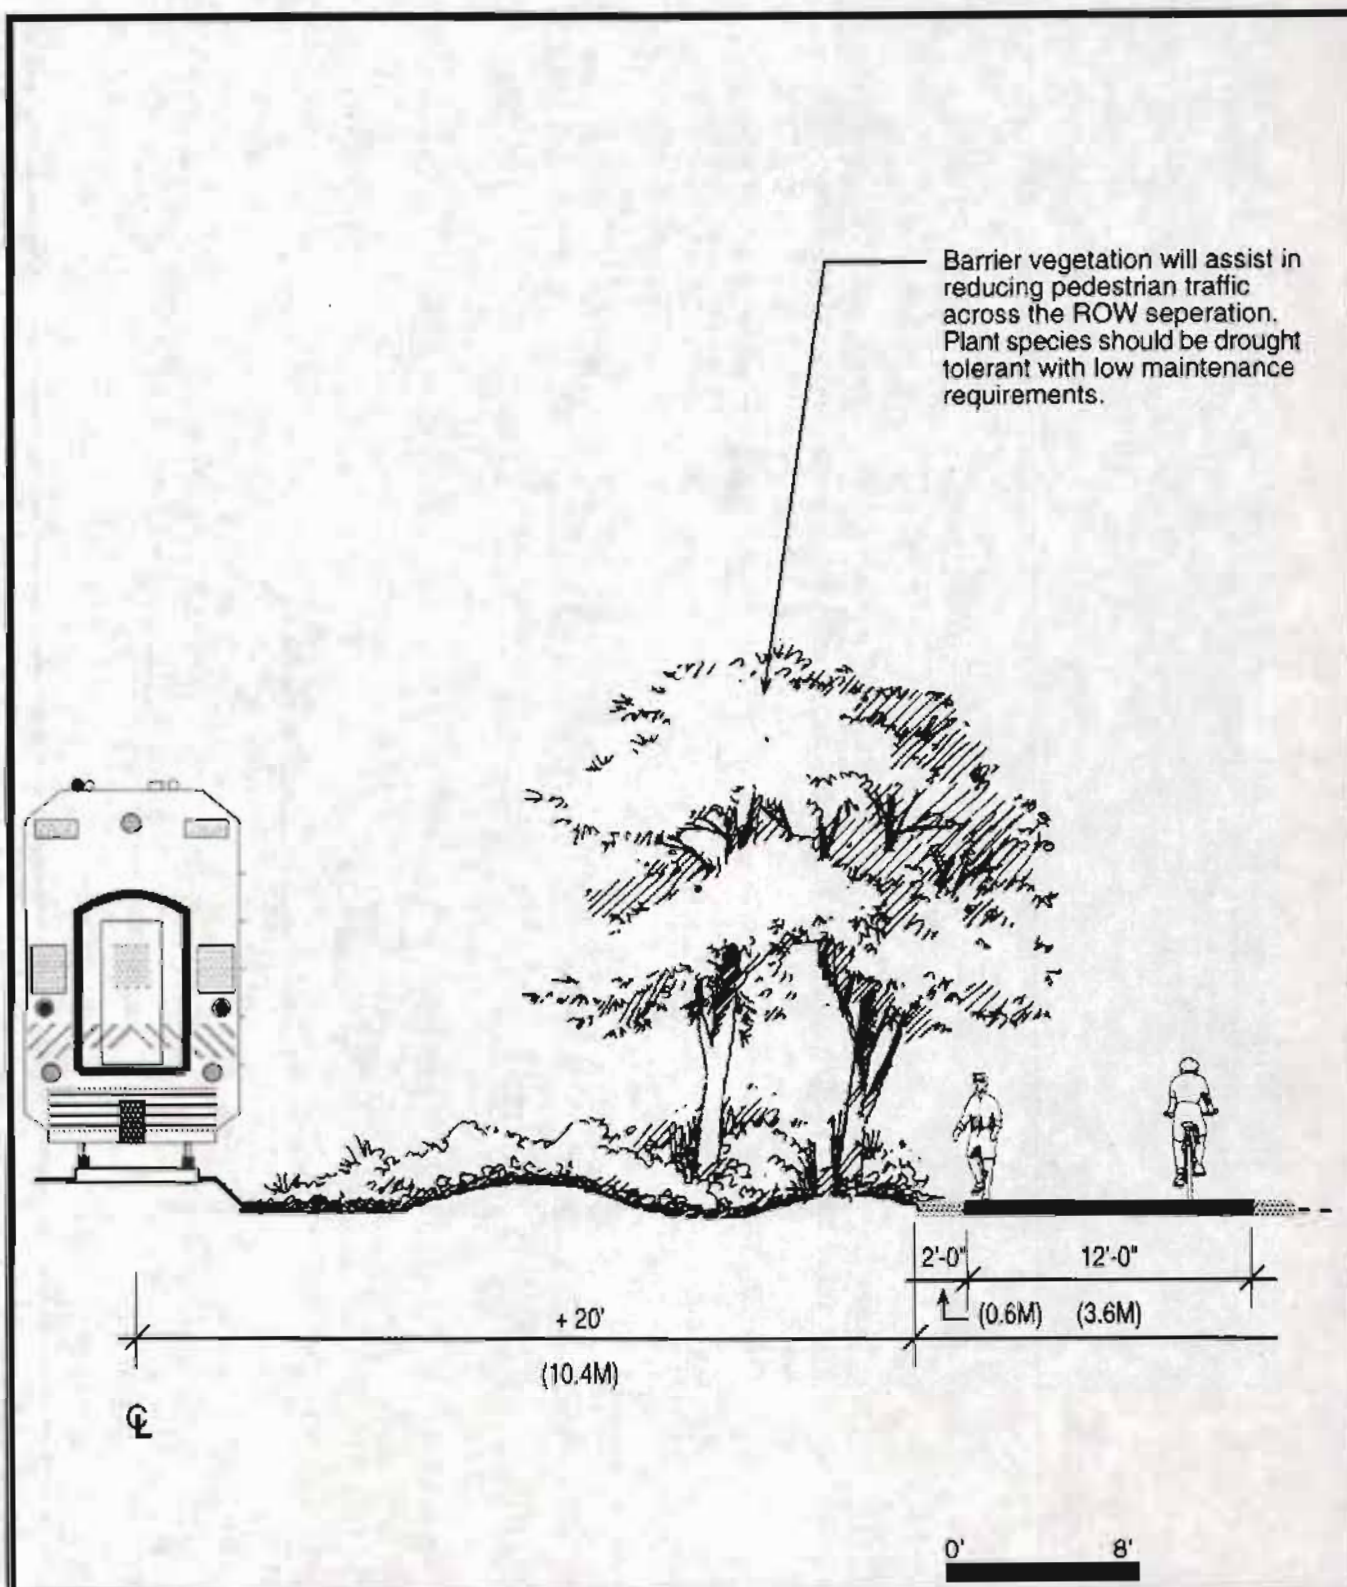 Barrier vegetation will assist in
reducing pedestrian traffic
across the ROW seperation.
Plant species should be drought
tolerant with low maintenance
requirements.
2'-0" 12'-0"
(0.6M) (3.6M)
+ 20'
(10.4M)
℄
0' 8'